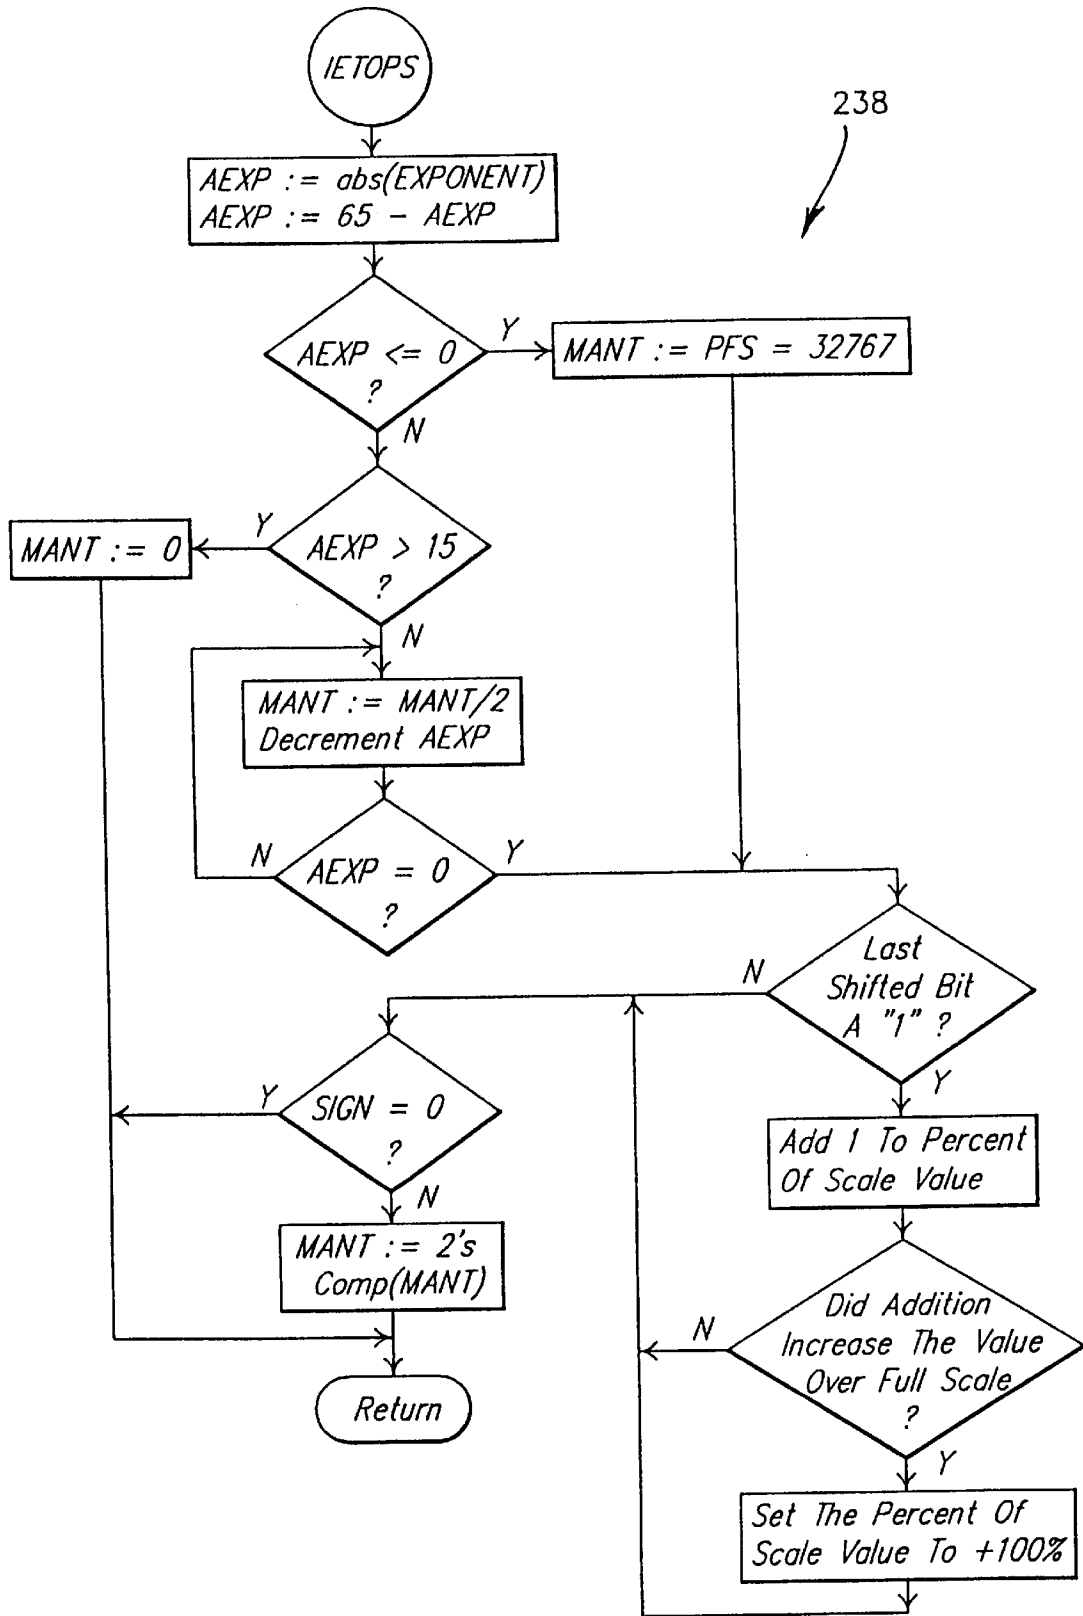 IETOPS
238
AEXP := abs(EXPONENT)
AEXP := 65 - AEXP
AEXP <= 0
?
Y
MANT := PFS = 32767
N
AEXP > 15
?
Y
MANT := 0
N
MANT := MANT/2
Decrement AEXP
AEXP = 0
?
N
Y
Last
Shifted Bit
A "1" ?
N
Y
SIGN = 0
?
Y
N
Add 1 To Percent
Of Scale Value
MANT := 2's
Comp(MANT)
Did Addition
Increase The Value
Over Full Scale
?
N
Y
Return
Set The Percent Of
Scale Value To +100%